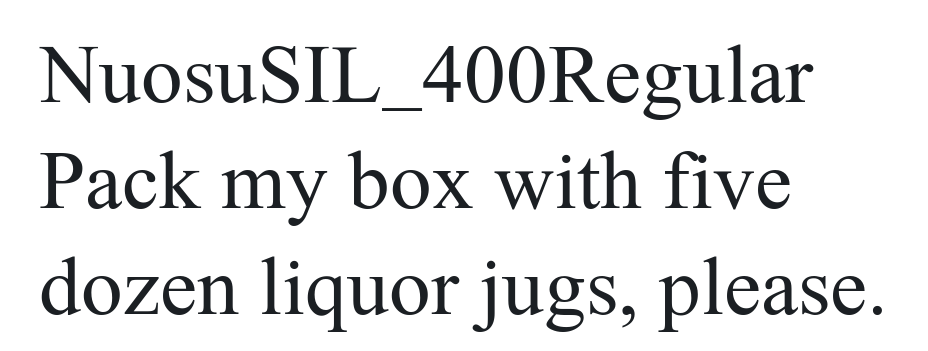 NuosuSIL_400Regular
Pack my box with five
dozen liquor jugs, please.